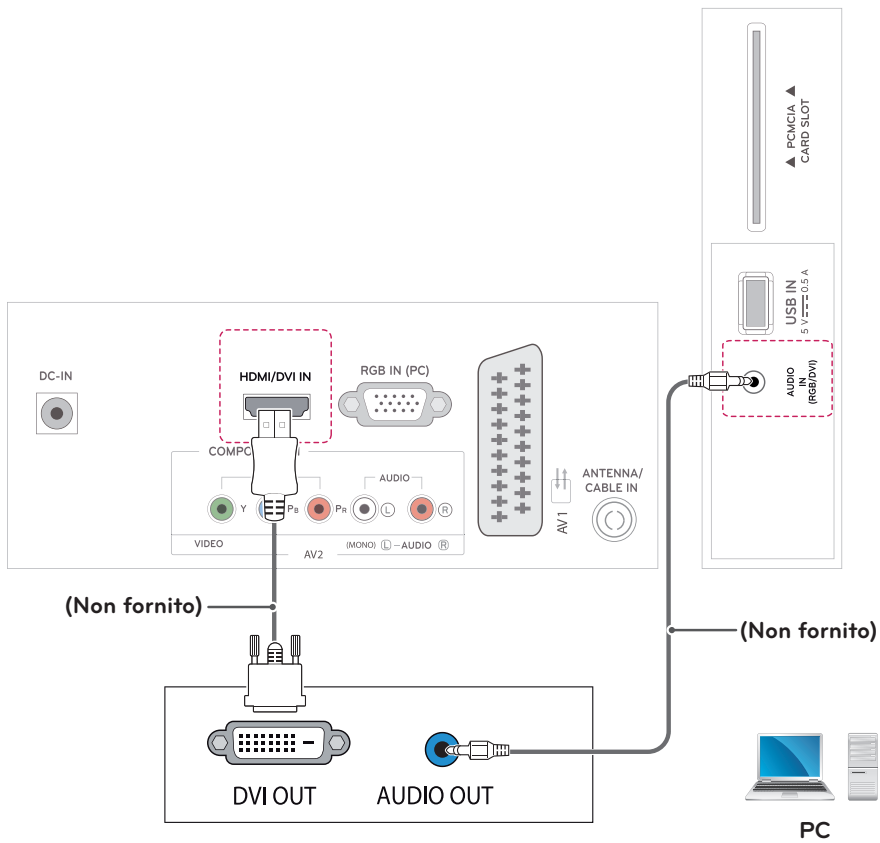 ▲ PCMCIA ▲
CARD SLOT
USB IN
5 V 0.5 A
AUDIO
IN
(RGB/DVI)
DC-IN
HDMI/DVI IN
RGB IN (PC)
COMPO
AUDIO
Y
PB
PR
L
R
VIDEO
AV2
(MONO) L – AUDIO R
AV1
ANTENNA/
CABLE IN
(Non fornito)
(Non fornito)
DVI OUT
AUDIO OUT
PC